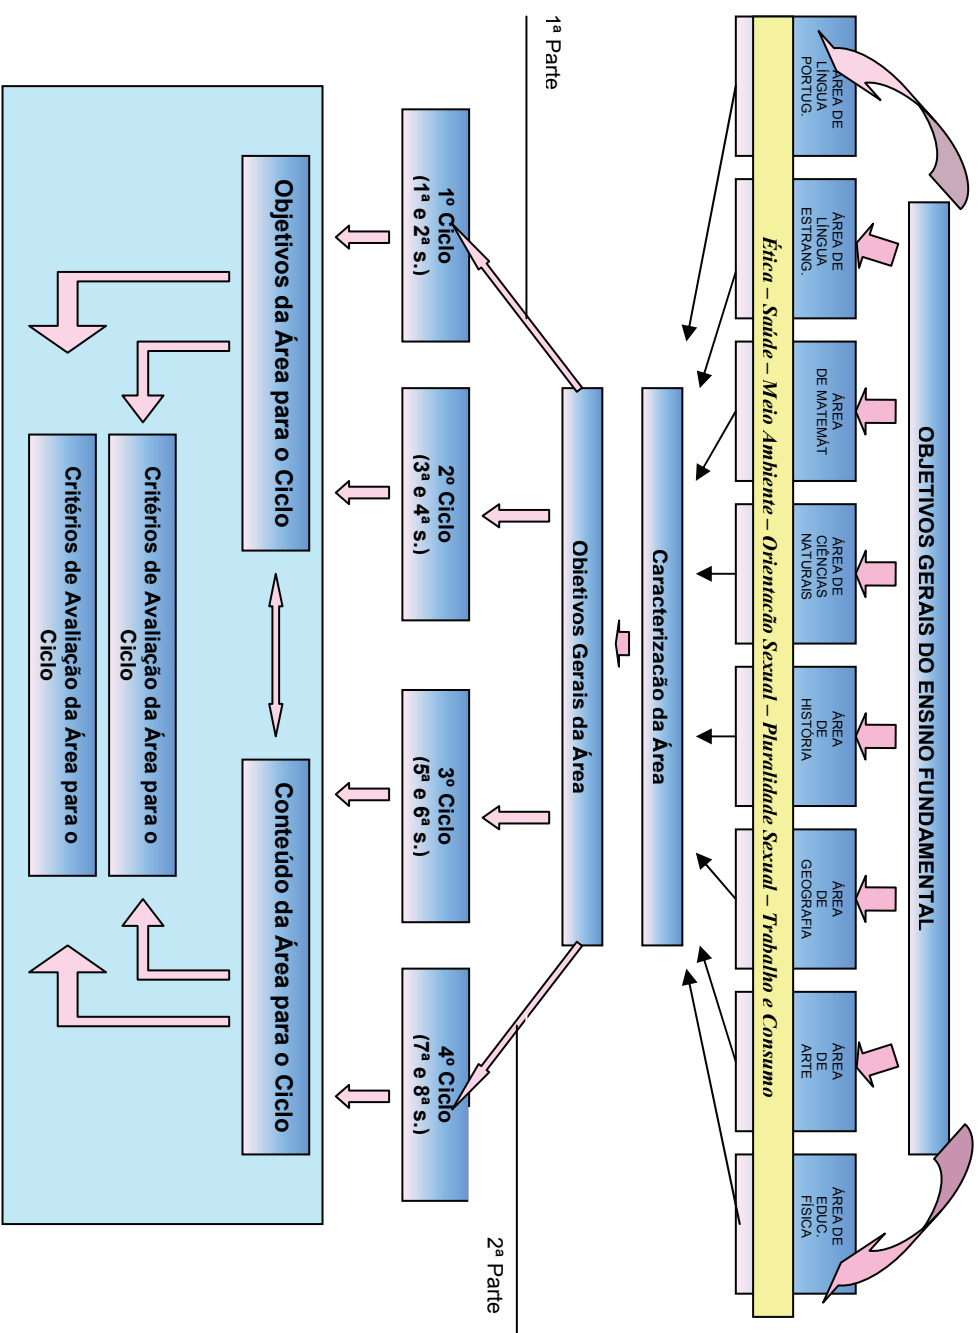 OBJETIVOS GERAIS DO ENSINO FUNDAMENTAL
ÁREA DE
LÍNGUA
PORTUG.
ÁREA DE
LÍNGUA
ESTRANG.
ÁREA
DE MATEMÁT
ÁREA DE
CIÊNCIAS
NATURAIS
ÁREA
DE
HISTÓRIA
ÁREA
DE
GEOGRAFIA
ÁREA
DE
ARTE
ÁREA DE
EDUC.
FÍSICA
Ética – Saúde – Meio Ambiente – Orientação Sexual – Pluralidade Sexual – Trabalho e Consumo
Caracterização da Área
Objetivos Gerais da Área
1ª Parte
2ª Parte
1º Ciclo
(1ª e 2ª s.)
2º Ciclo
(3ª e 4ª s.)
3º Ciclo
(5ª e 6ª s.)
4º Ciclo
(7ª e 8ª s.)
Objetivos da Área para o Ciclo
Conteúdo da Área para o Ciclo
Critérios de Avaliação da Área para o
Ciclo
Critérios de Avaliação da Área para o
Ciclo